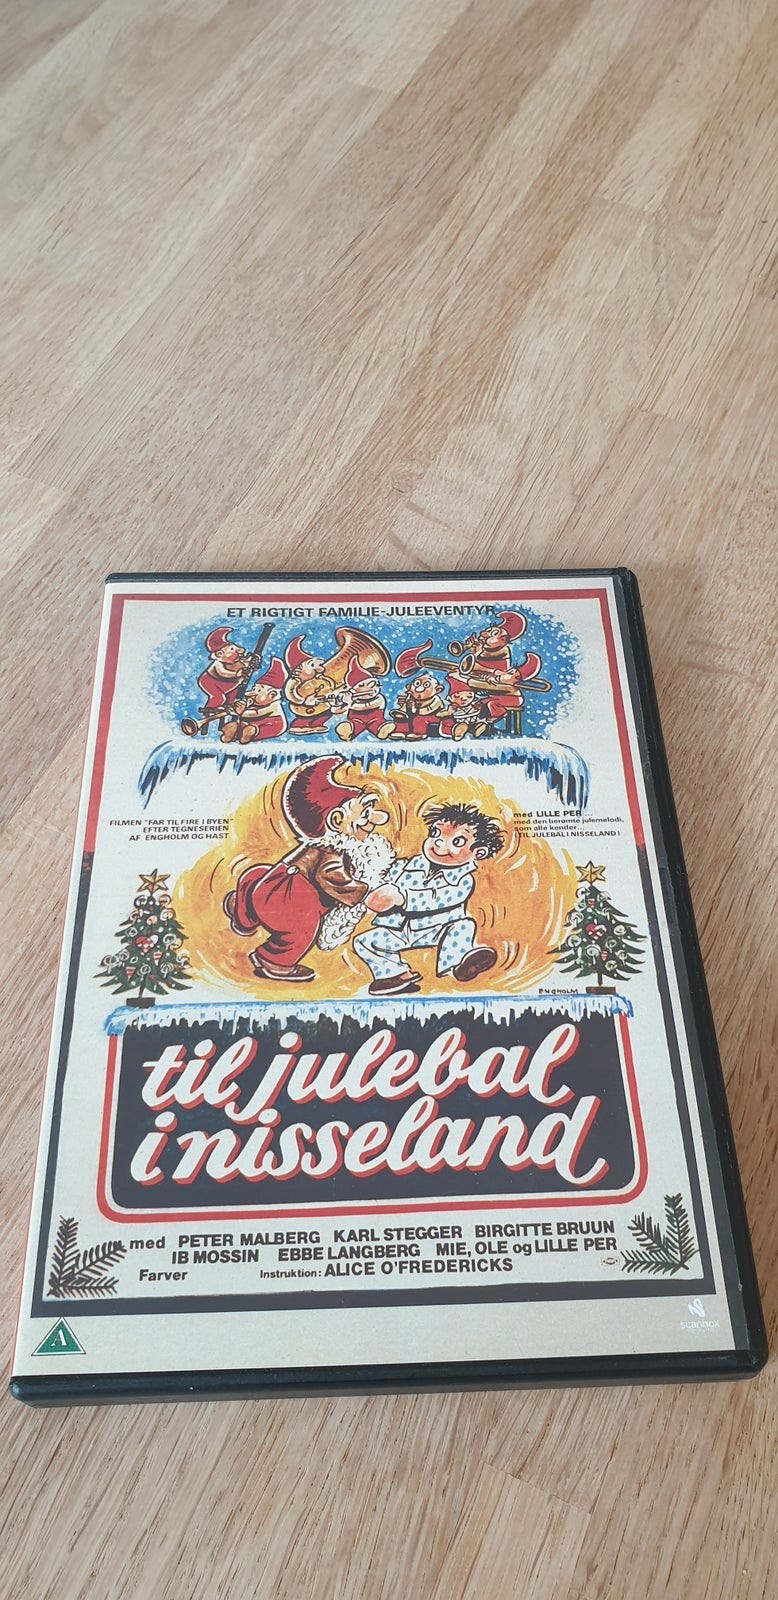 ET RIGTIGT FAMILIE-JULEEVENTYR...
FILMEN "FAR TIL FIRE I BYEN"
EFTER TEGNESERIEN
AF ENGHOLM OG HAST
med LILLE PER...
med den berømte julemelodi,
som alle kender...
(TIL JULEBAL I NISSELAND)
ENGHOLM
til julebal
i nisseland
med PETER MALBERG KARL STEGGER BIRGITTE BRUUN
IB MOSSIN EBBE LANGBERG MIE, OLE og LILLE PER
Farver Instruktion: ALICE O'FREDERICKS
A
scanbox